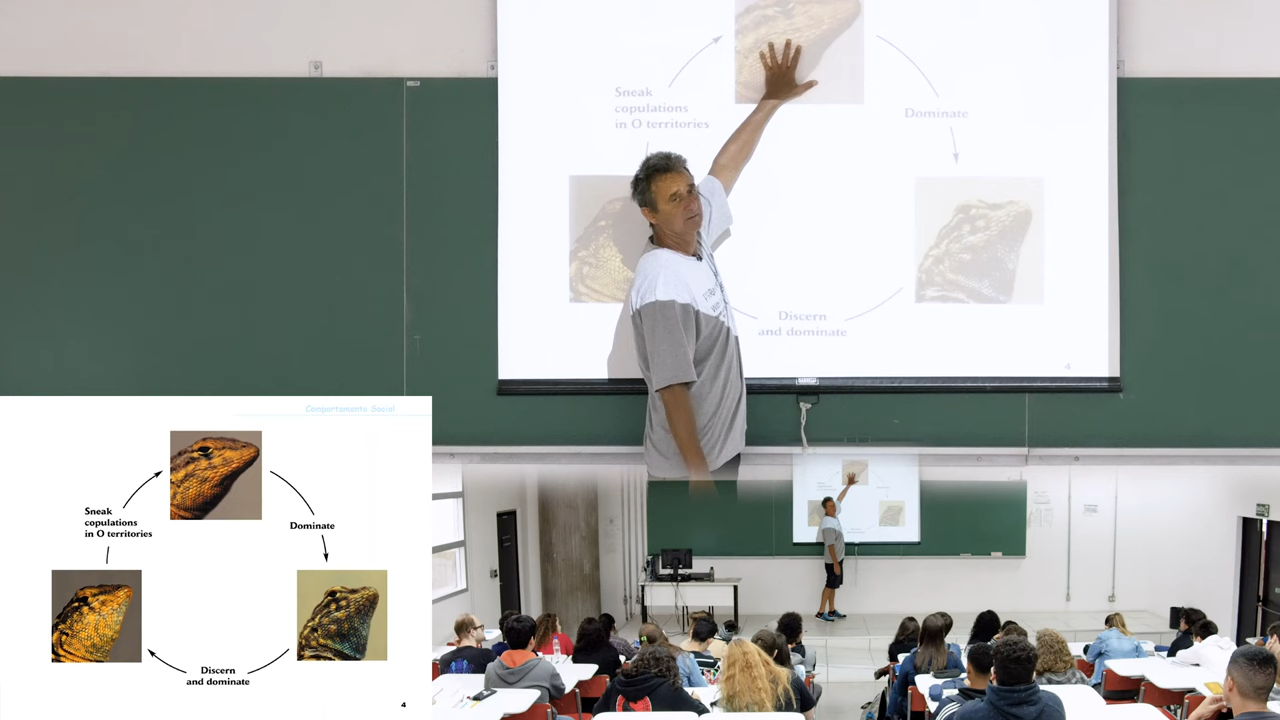 Sneak
copulations
in O territories
Dominate
Discern
and dominate
4
Comportamento Social
Sneak
copulations
in O territories
Dominate
Discern
and dominate
4